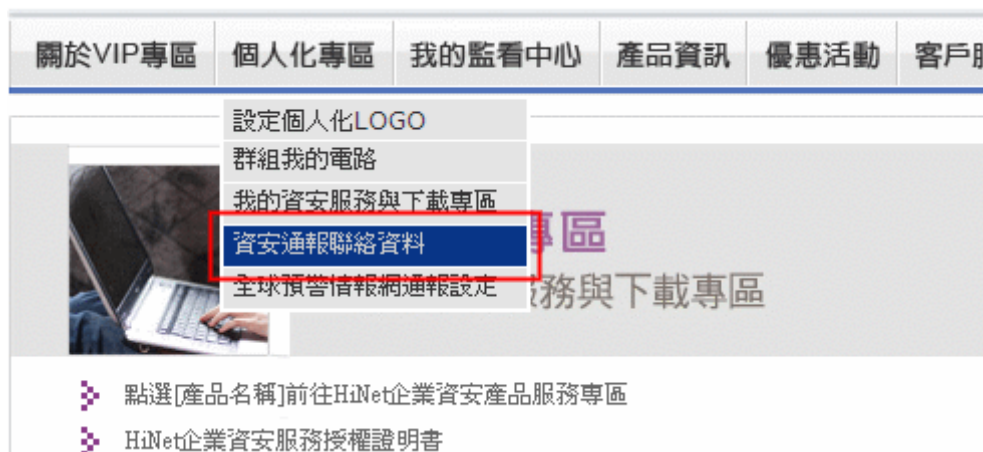 關於VIP專區 個人化專區 我的監看中心 產品資訊 優惠活動 客戶
設定個人化LOGO
群組我的電路
我的資安服務與下載專區
資安通報聯絡資料
全球預警情報網通報設定
專區
務與下載專區
點選[產品名稱]前往HiNet企業資安產品服務專區
HiNet企業資安服務授權證明書